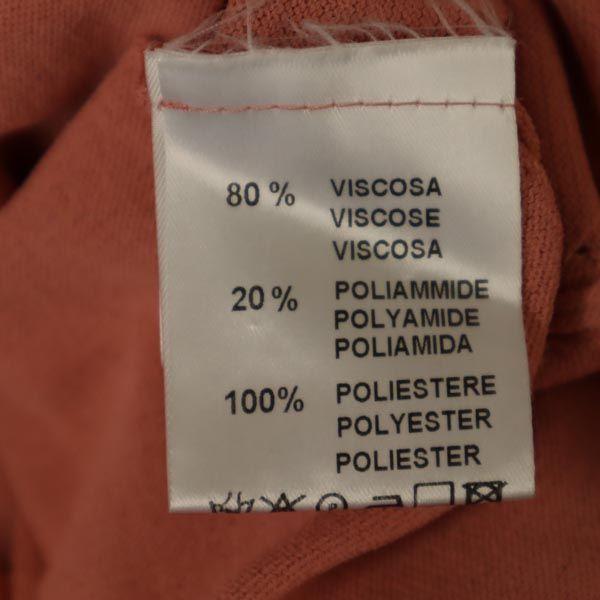 80 % VISCOSA
VISCOSE
VISCOSA
20 % POLIAMMIDE
POLYAMIDE
POLIAMIDA
100% POLIESTERE
POLYESTER
POLIESTER